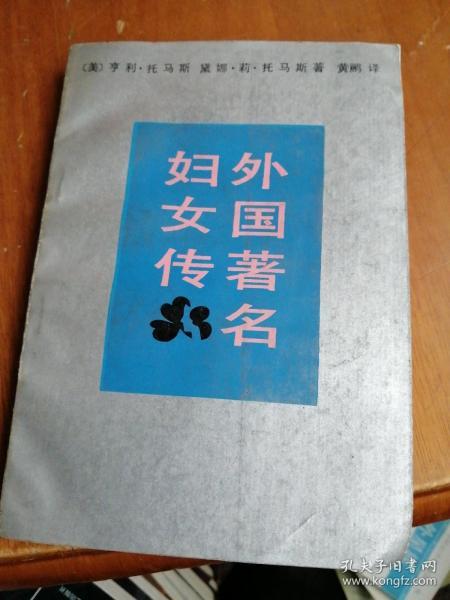 (美)亨利·托马斯 黛娜·莉·托马斯著 黄鹂译
外国著名
妇女传
孔夫子旧书网
www.kongfz.com